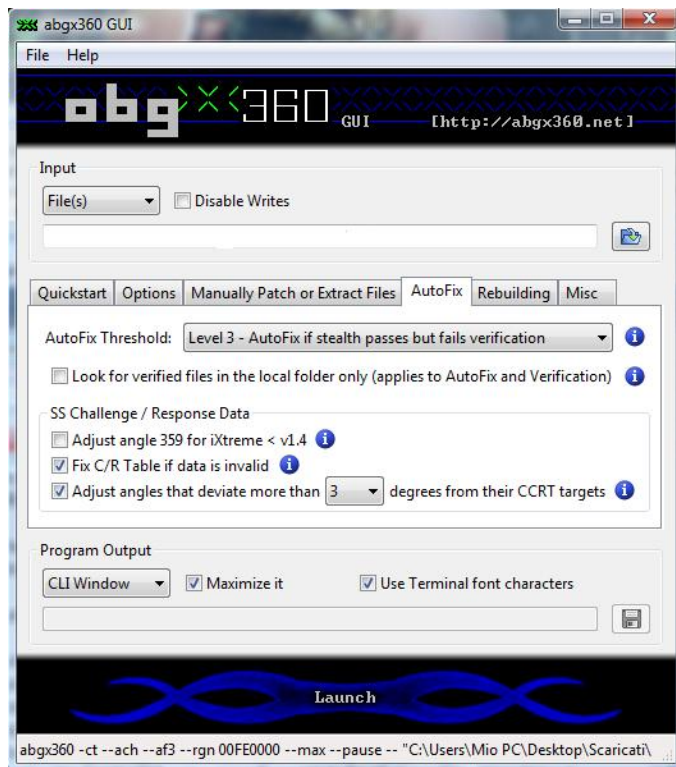 abgx360 GUI
File Help
abgx360 GUI [http://abgx360.net]
Input
File(s) Disable Writes
Quickstart Options Manually Patch or Extract Files AutoFix Rebuilding Misc
AutoFix Threshold: Level 3 - AutoFix if stealth passes but fails verification
Look for verified files in the local folder only (applies to AutoFix and Verification)
SS Challenge / Response Data
Adjust angle 359 for iXtreme < v1.4
Fix C/R Table if data is invalid
Adjust angles that deviate more than 3 degrees from their CCRT targets
Program Output
CLI Window Maximize it Use Terminal font characters
Launch
abgx360 -ct --ach --af3 --rgn 00FE0000 --max --pause -- "C:\Users\Mio PC\Desktop\Scaricati\